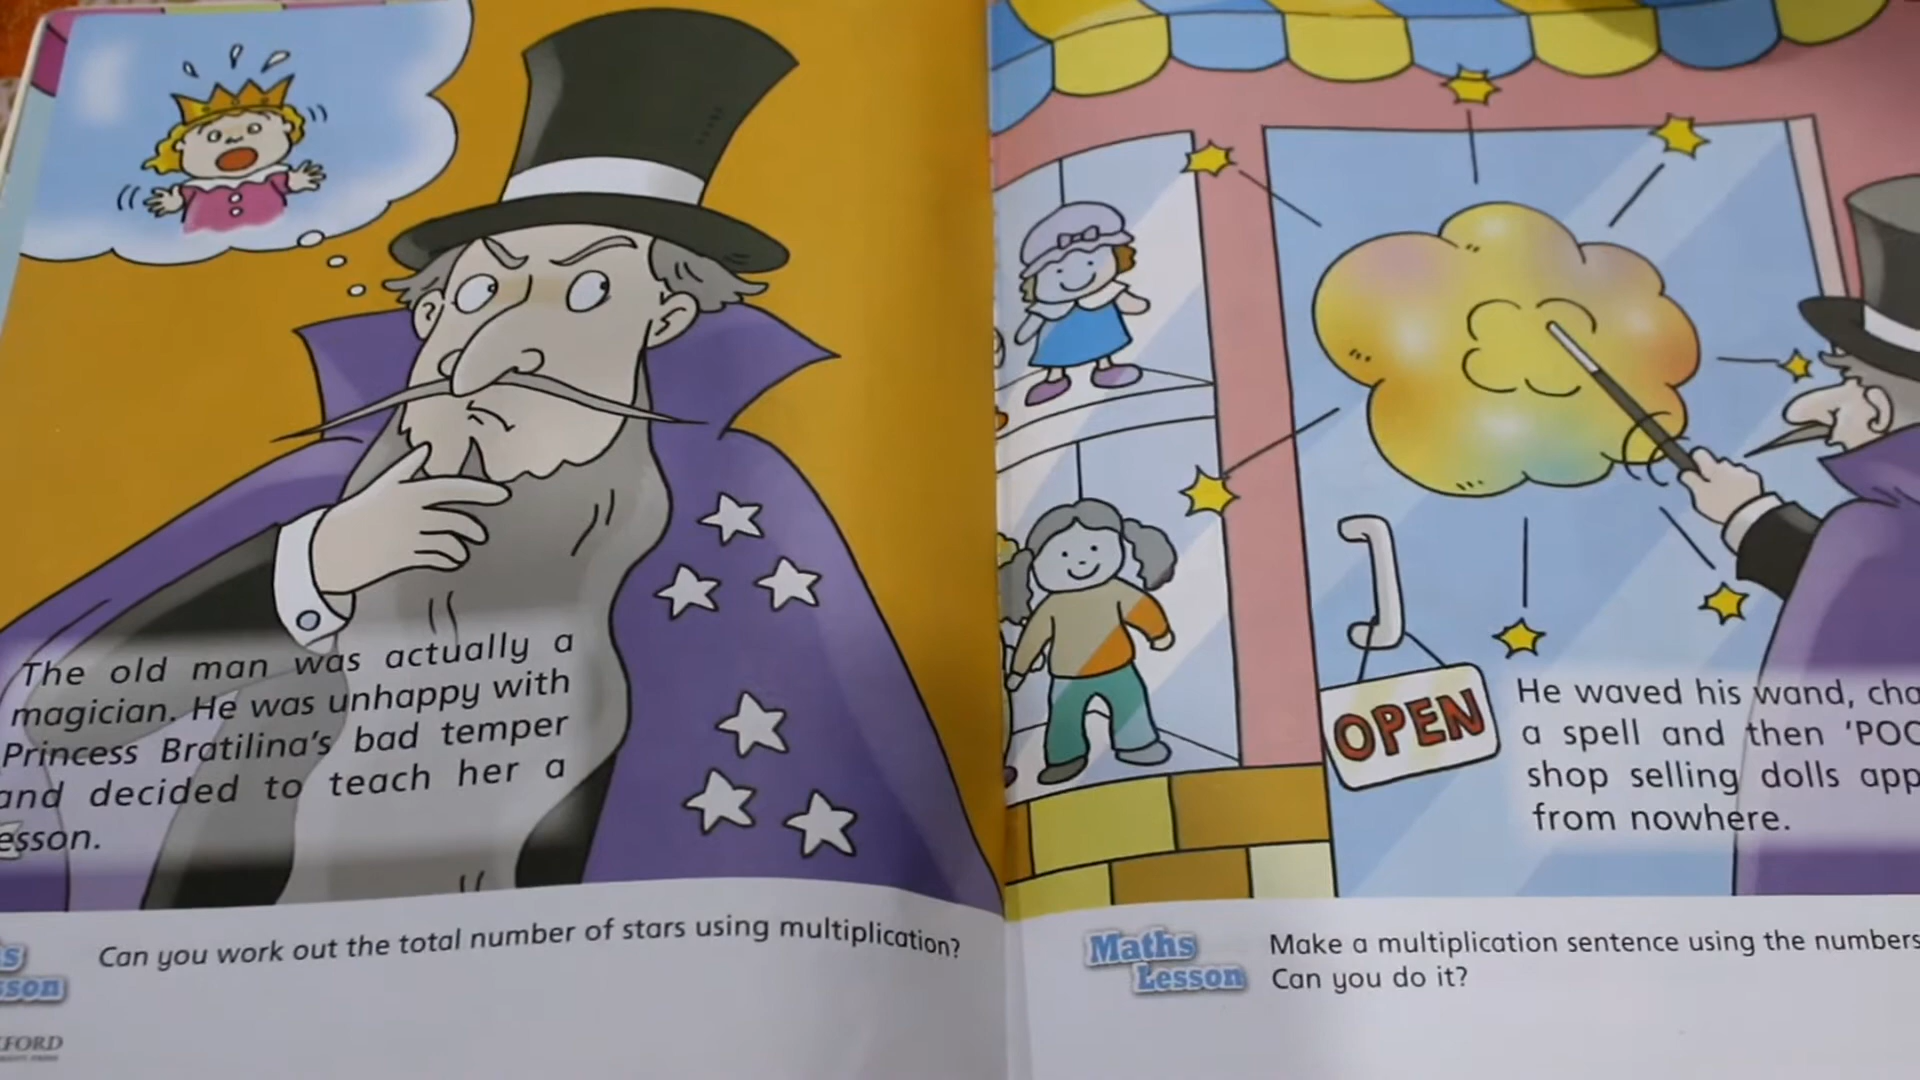 The old man was actually a
magician. He was unhappy with
Princess Bratilina's bad temper
and decided to teach her a
esson.
Can you work out the total number of stars using multiplication?
OPEN
He waved his wand, cha
a spell and then 'POO
shop selling dolls app
from nowhere.
Maths
Lesson
Make a multiplication sentence using the numbers
Can you do it?
s
sson
FORD